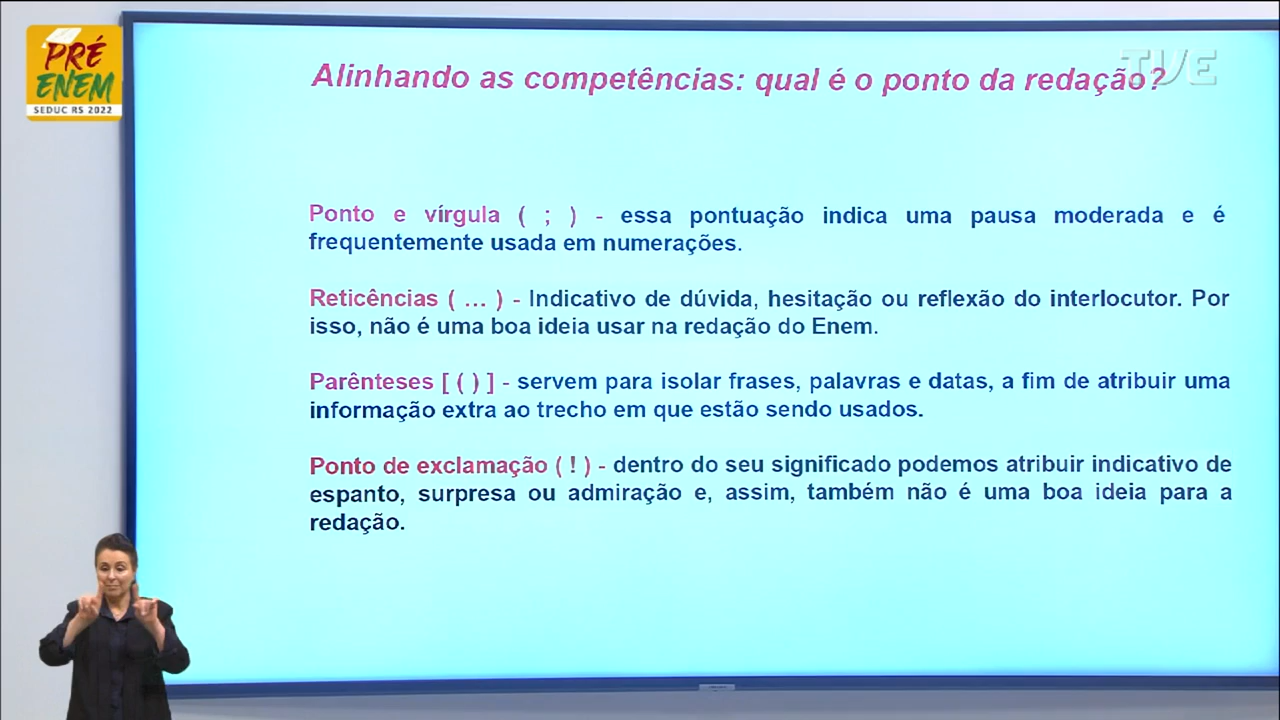 PRÉ
ENEM
SEDUC RS 2022
TVE
Alinhando as competências: qual é o ponto da redação?
Ponto e vírgula ( ; ) - essa pontuação indica uma pausa moderada e é
frequentemente usada em numerações.
Reticências ( ... ) - Indicativo de dúvida, hesitação ou reflexão do interlocutor. Por
isso, não é uma boa ideia usar na redação do Enem.
Parênteses [ ( ) ] - servem para isolar frases, palavras e datas, a fim de atribuir uma
informação extra ao trecho em que estão sendo usados.
Ponto de exclamação ( ! ) - dentro do seu significado podemos atribuir indicativo de
espanto, surpresa ou admiração e, assim, também não é uma boa ideia para a
redação.